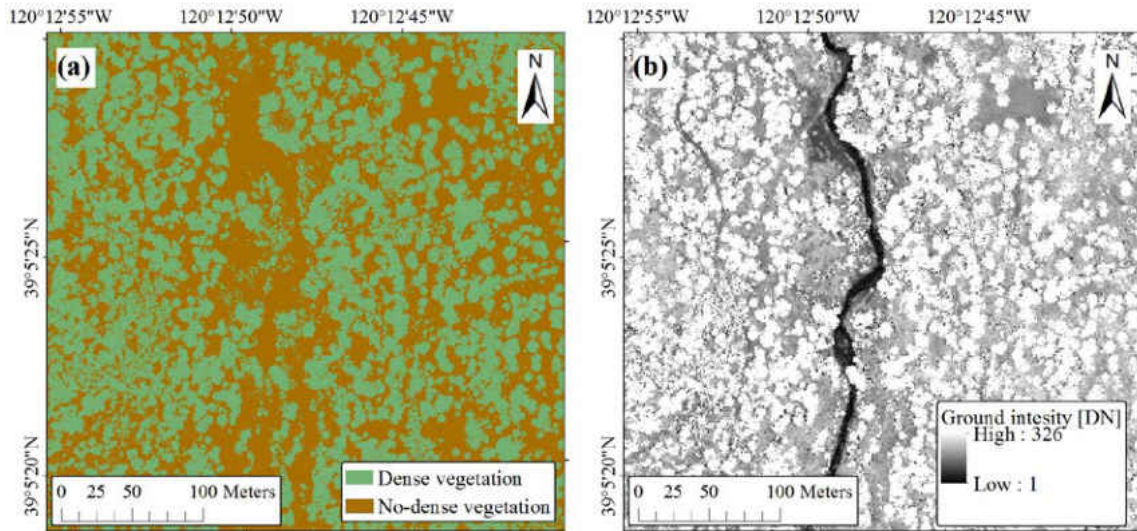 120°12'55"W 120°12'50"W 120°12'45"W
(a)
N
39°5'25"N
39°5'20"N
0 25 50 100 Meters
Dense vegetation
No-dense vegetation
120°12'55"W 120°12'50"W 120°12'45"W
(b)
N
39°5'25"N
39°5'20"N
0 25 50 100 Meters
Ground intesity [DN]
High : 326
Low : 1